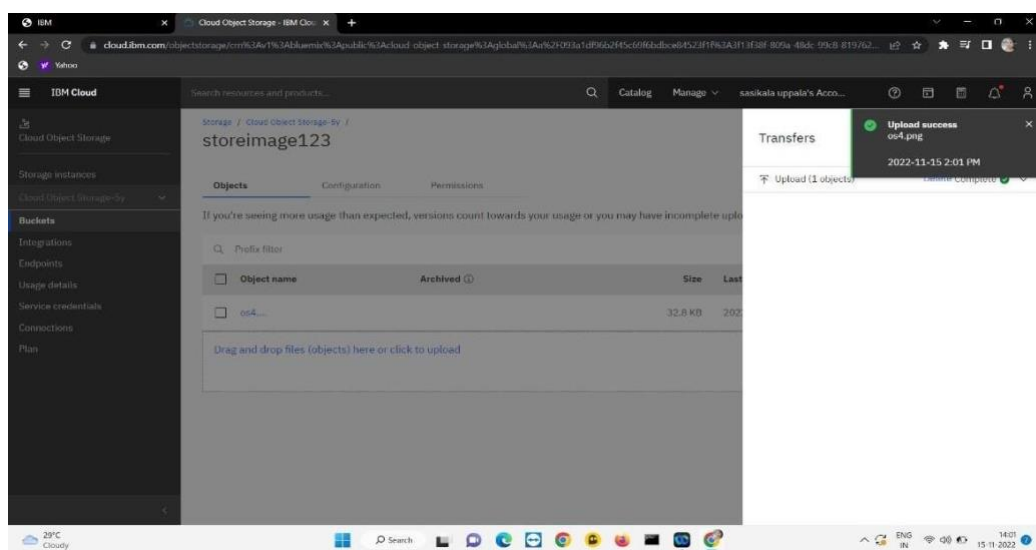 IBM
Cloud Object Storage - IBM Clou
cloud.ibm.com/objectstorage/
Yahoo
IBM Cloud
Search resources and products...
Catalog
Manage
sasikala uppala's Acco...
Cloud Object Storage
Storage instances
Cloud Object Storage-5y
Buckets
Integrations
Endpoints
Usage details
Service credentials
Connections
Plan
Storage / Cloud Object Storage-5y /
storeimage123
Objects
Configuration
Permissions
If you're seeing more usage than expected, versions count towards your usage or you may have incomplete uplo
Prefix filter
Object name
Archived
Size
Last
os4....
32.8 KB
202
Drag and drop files (objects) here or click to upload
Transfers
Upload (1 objects)
Delete Complete
Upload success
os4.png
2022-11-15 2:01 PM
29°C
Cloudy
Search
ENG
IN
14:01
15-11-2022